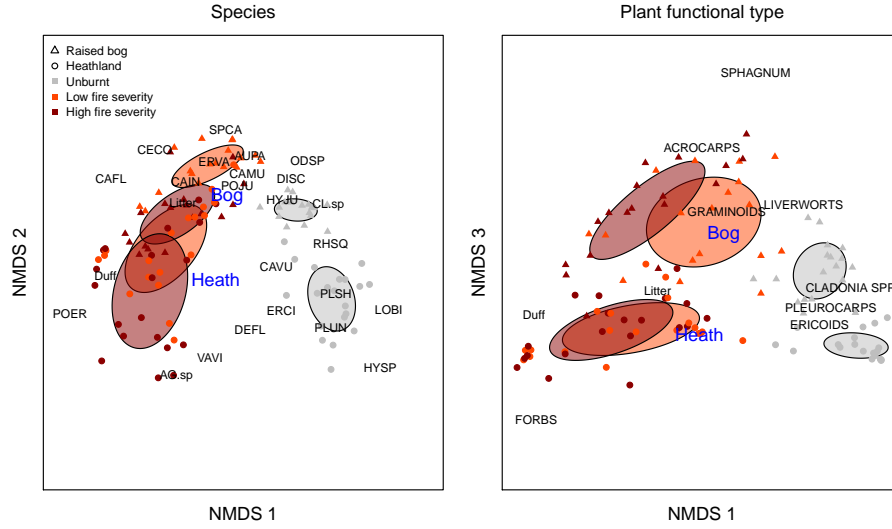 Species
Raised bog
Heathland
Unburnt
Low fire severity
High fire severity
SPCA
CECO
ERVA
AUPA
ODSP
CAMU
CAFL
CAIN
POJU
DISC
Bog
Litter
HYJU
CL.sp
RHSQ
CAVU
Duff
Heath
PLSH
POER
ERCI
LOBI
DEFL
PLUN
VAVI
HYSP
AG.sp
NMDS 2
NMDS 1
Plant functional type
SPHAGNUM
ACROCARPS
LIVERWORTS
GRAMINOIDS
Bog
CLADONIA SPP
Litter
PLEUROCARPS
Duff
ERICOIDS
Heath
FORBS
NMDS 3
NMDS 1